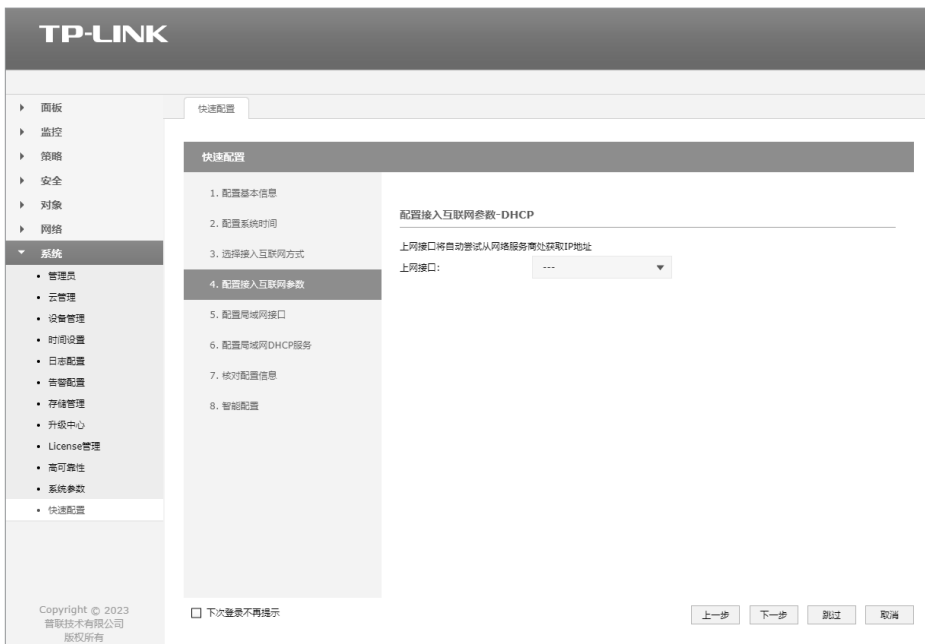 TP-LINK
面板
监控
策略
安全
对象
网络
系统
管理员
云管理
设备管理
时间设置
日志配置
告警配置
存储管理
升级中心
License管理
高可靠性
系统参数
快速配置
Copyright © 2023
普联技术有限公司
版权所有
快速配置
快速配置
1. 配置基本信息
2. 配置系统时间
3. 选择接入互联网方式
4. 配置接入互联网参数
5. 配置局域网接口
6. 配置局域网DHCP服务
7. 核对配置信息
8. 智能配置
配置接入互联网参数-DHCP
上网接口将自动尝试从网络服务商处获取IP地址
上网接口: ---
下次登录不再提示
上一步 下一步 跳过 取消